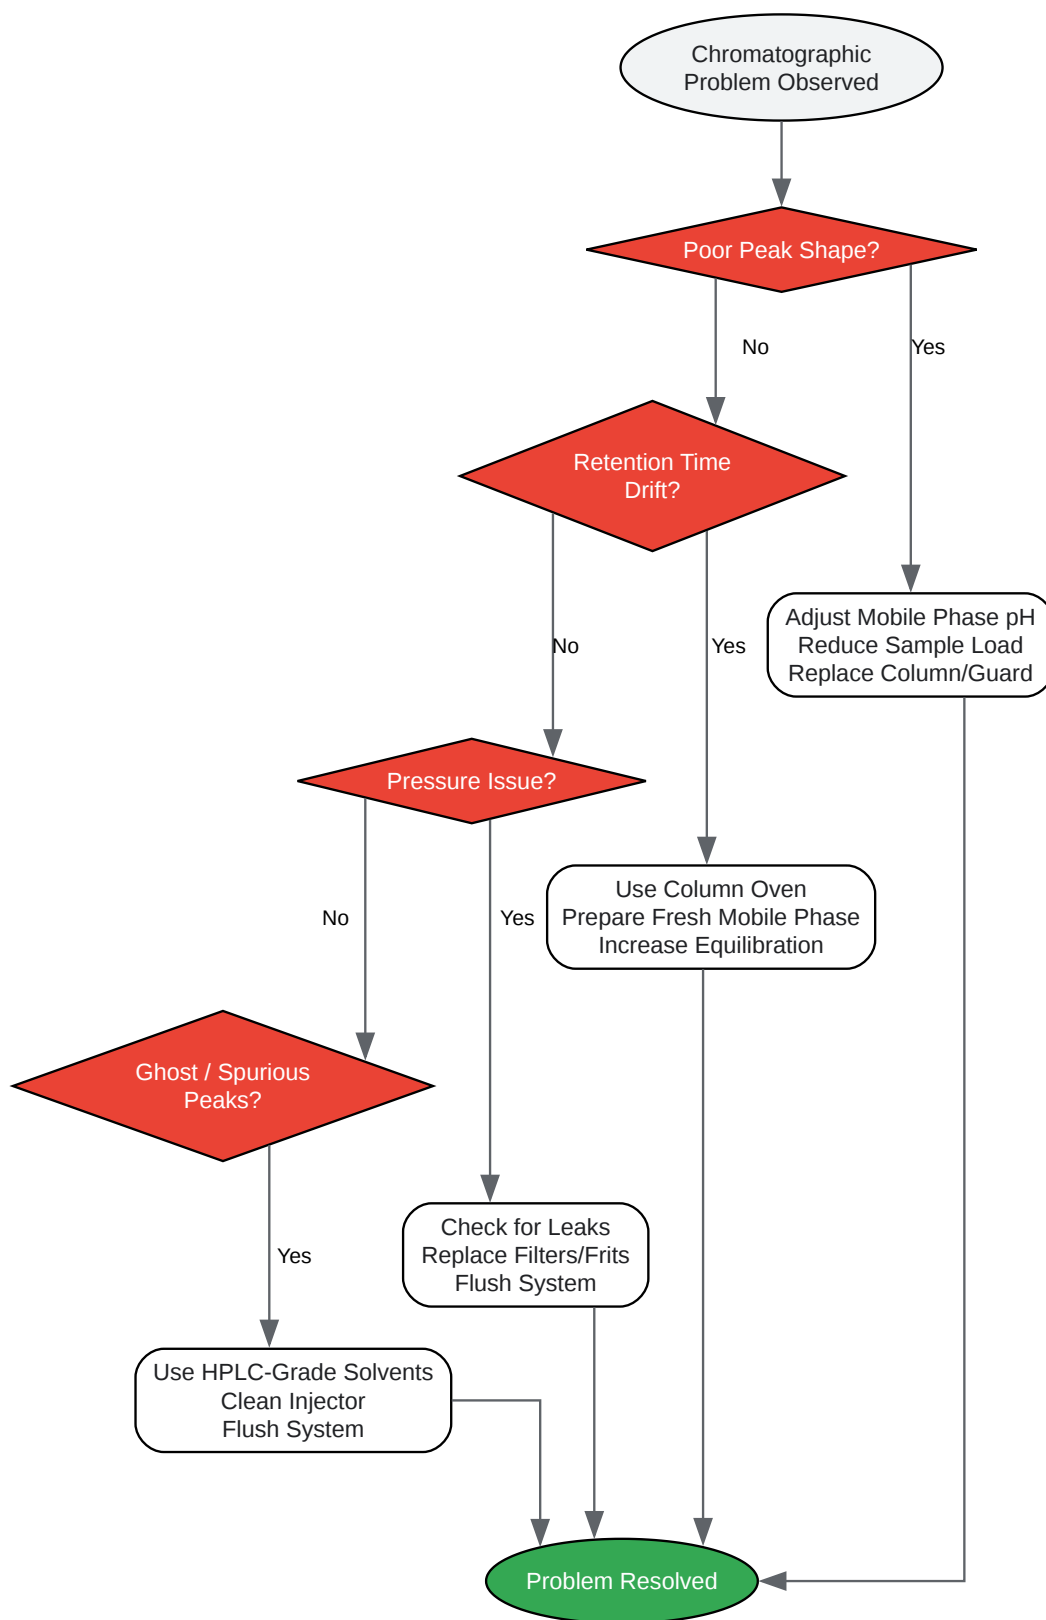 Chromatographic
Problem Observed
Poor Peak Shape?
No
Yes
Retention Time
Drift?
Adjust Mobile Phase pH
Reduce Sample Load
Replace Column/Guard
No
Yes
Pressure Issue?
Use Column Oven
Prepare Fresh Mobile Phase
Increase Equilibration
No
Yes
Ghost / Spurious
Peaks?
Check for Leaks
Replace Filters/Frits
Flush System
Yes
Use HPLC-Grade Solvents
Clean Injector
Flush System
Problem Resolved